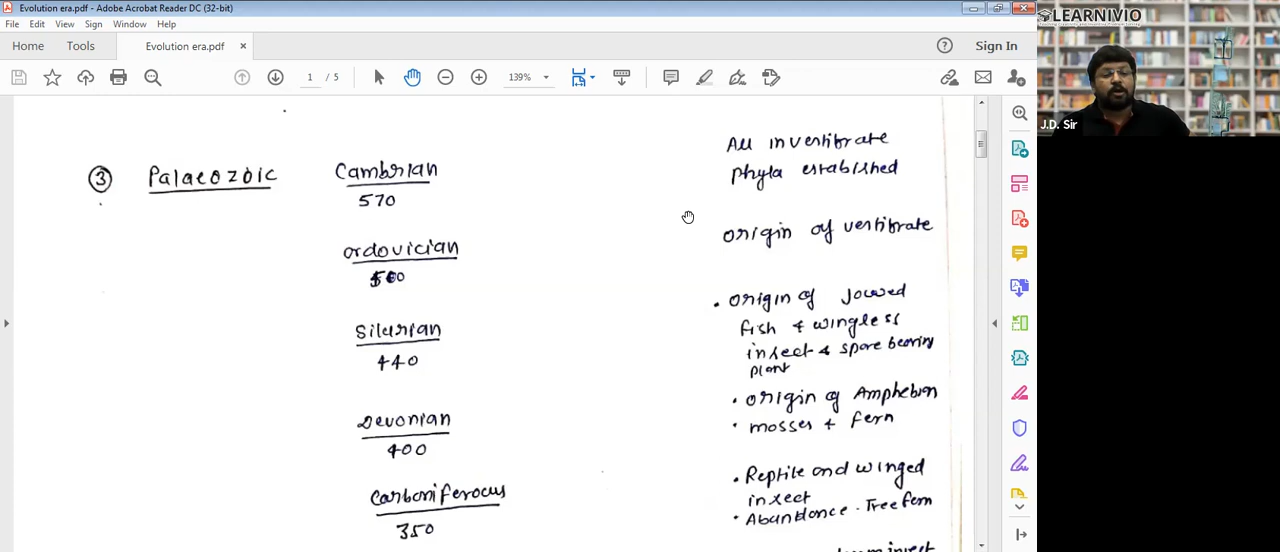 Evolution era.pdf - Adobe Acrobat Reader DC (32-bit)
File Edit View Sign Window Help
Home Tools Evolution era.pdf × Sign In
1 / 5 139%
LEARNIVIO
J.D. Sir
③ Palaeozoic Cambrian
570
All invertibrate
Phyla established
ordovician
500
origin of vertibrate
Silurian
440
• origin of Jowed
fish & wingless
insect & spore bearing
plant
Devonian
400
• origin of Amphebian
• mosses + fern
Carboniferous
350
• Reptile and winged
insect
• Abandonce - Tree fern